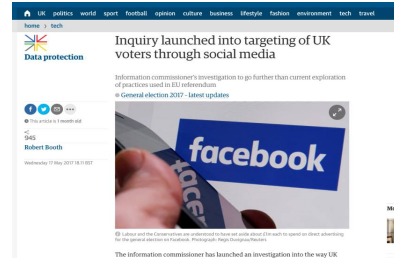 UK politics world sport football opinion culture business lifestyle fashion environment tech travel
home > tech
Data protection
Inquiry launched into targeting of UK
voters through social media
Information commissioner's investigation to go further than current exploration
of practices used in EU referendum
General election 2017 - latest updates
This article is 1 month old
945
Robert Booth
Wednesday 17 May 2017 18.11 BST
facebook
face
Labour and the Conservatives are understood to have set aside about £1m each to spend on direct advertising
for the general election on Facebook. Photograph: Regis Duvignau/Reuters
The information commissioner has launched an investigation into the way UK